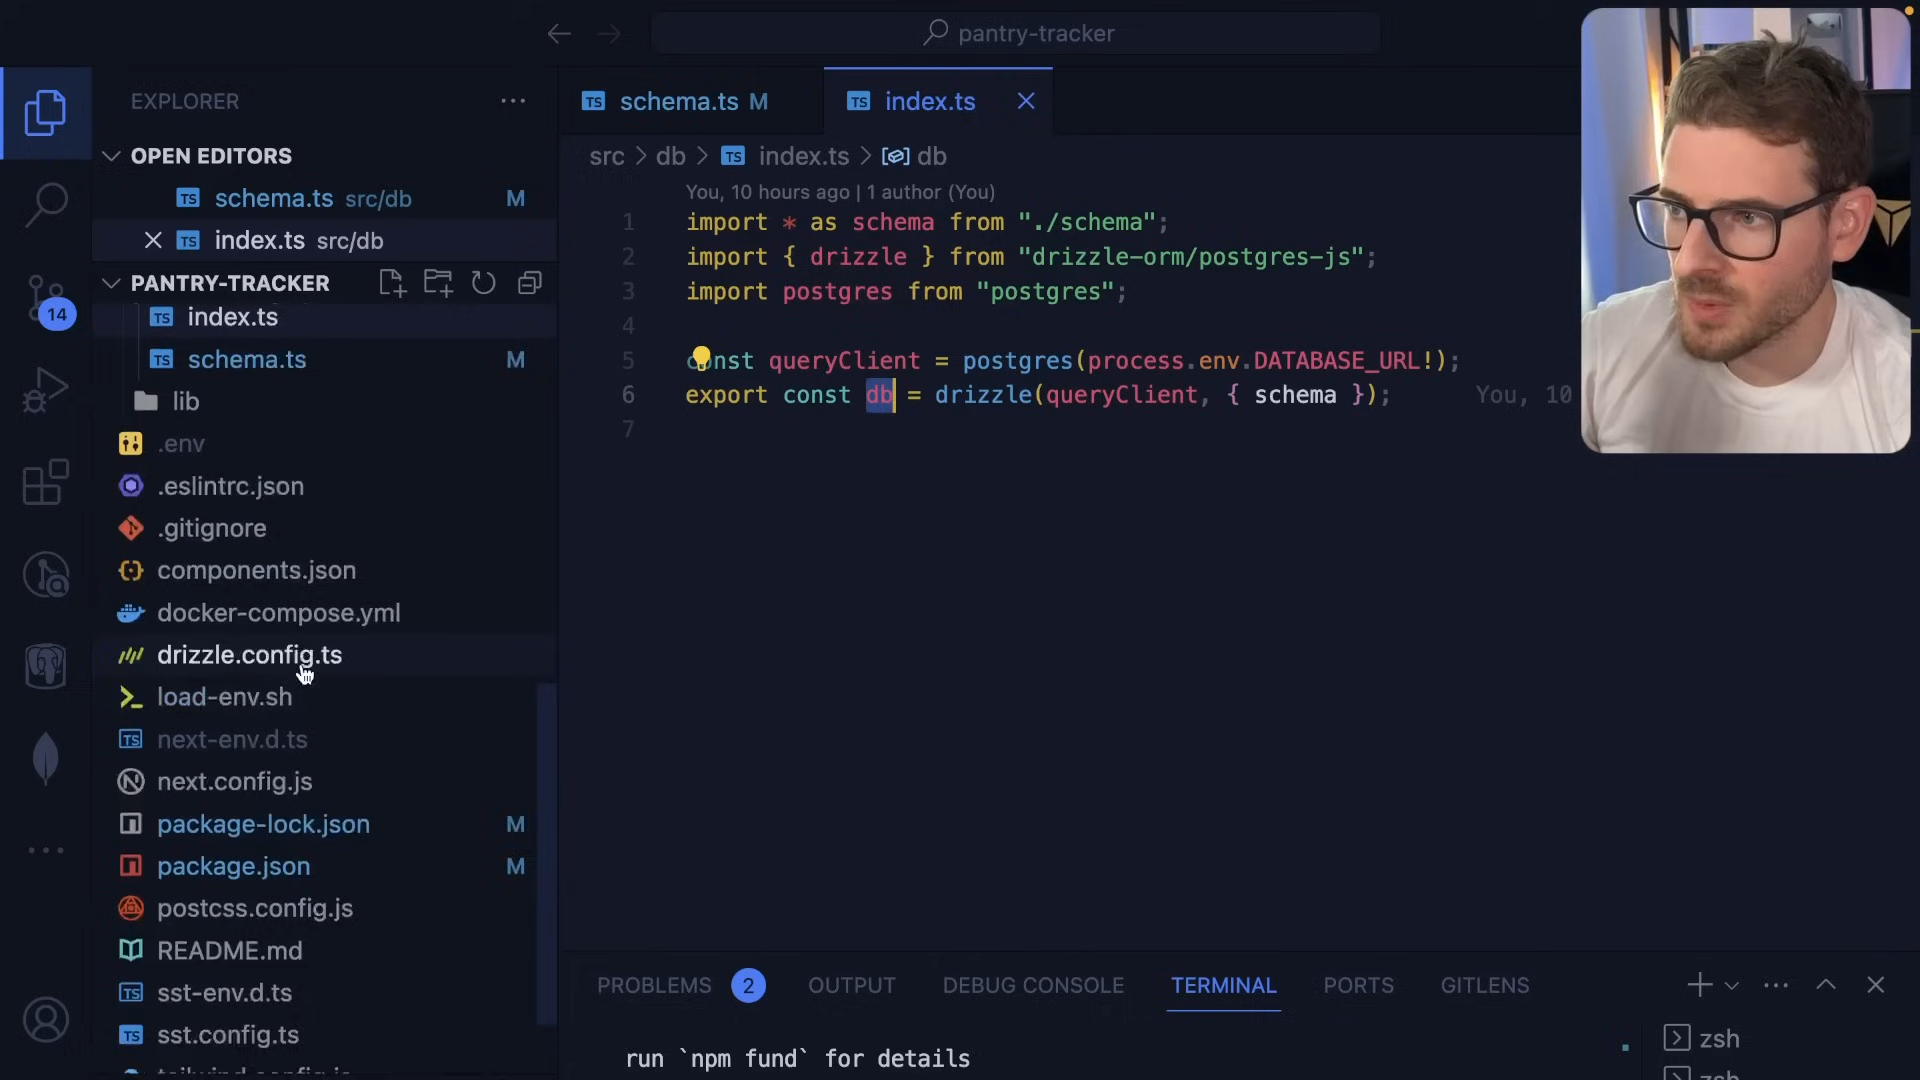 pantry-tracker
EXPLORER
OPEN EDITORS
schema.ts src/db M
index.ts src/db
PANTRY-TRACKER
index.ts
schema.ts M
lib
.env
.eslintrc.json
.gitignore
components.json
docker-compose.yml
drizzle.config.ts
load-env.sh
next-env.d.ts
next.config.js
package-lock.json M
package.json M
postcss.config.js
README.md
sst-env.d.ts
sst.config.ts
14
schema.ts M
index.ts
src > db > index.ts > db
You, 10 hours ago | 1 author (You)
1 import * as schema from "./schema";
2 import { drizzle } from "drizzle-orm/postgres-js";
3 import postgres from "postgres";
4
5 const queryClient = postgres(process.env.DATABASE_URL!);
6 export const db = drizzle(queryClient, { schema }); You, 10
7
PROBLEMS 2 OUTPUT DEBUG CONSOLE TERMINAL PORTS GITLENS
run `npm fund` for details
zsh